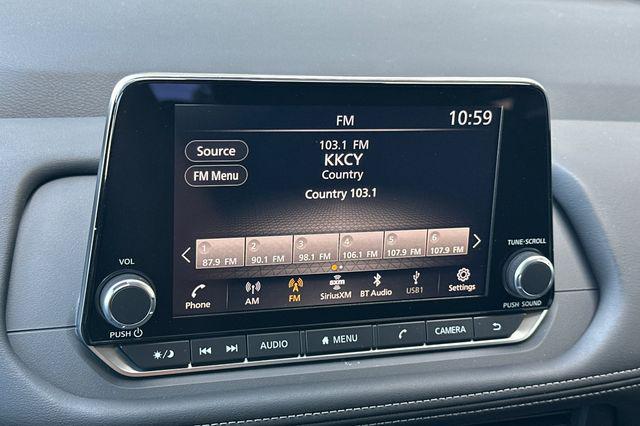 FM
10:59
Source
FM Menu
103.1 FM
KKCY
Country
Country 103.1
1 2 3 4 5 6
87.9 FM 90.1 FM 98.1 FM 106.1 FM 107.9 FM 107.9 FM
Phone AM FM SiriusXM BT Audio USB1 Settings
sxm
VOL
PUSH
TUNE·SCROLL
PUSH SOUND
AUDIO MENU CAMERA